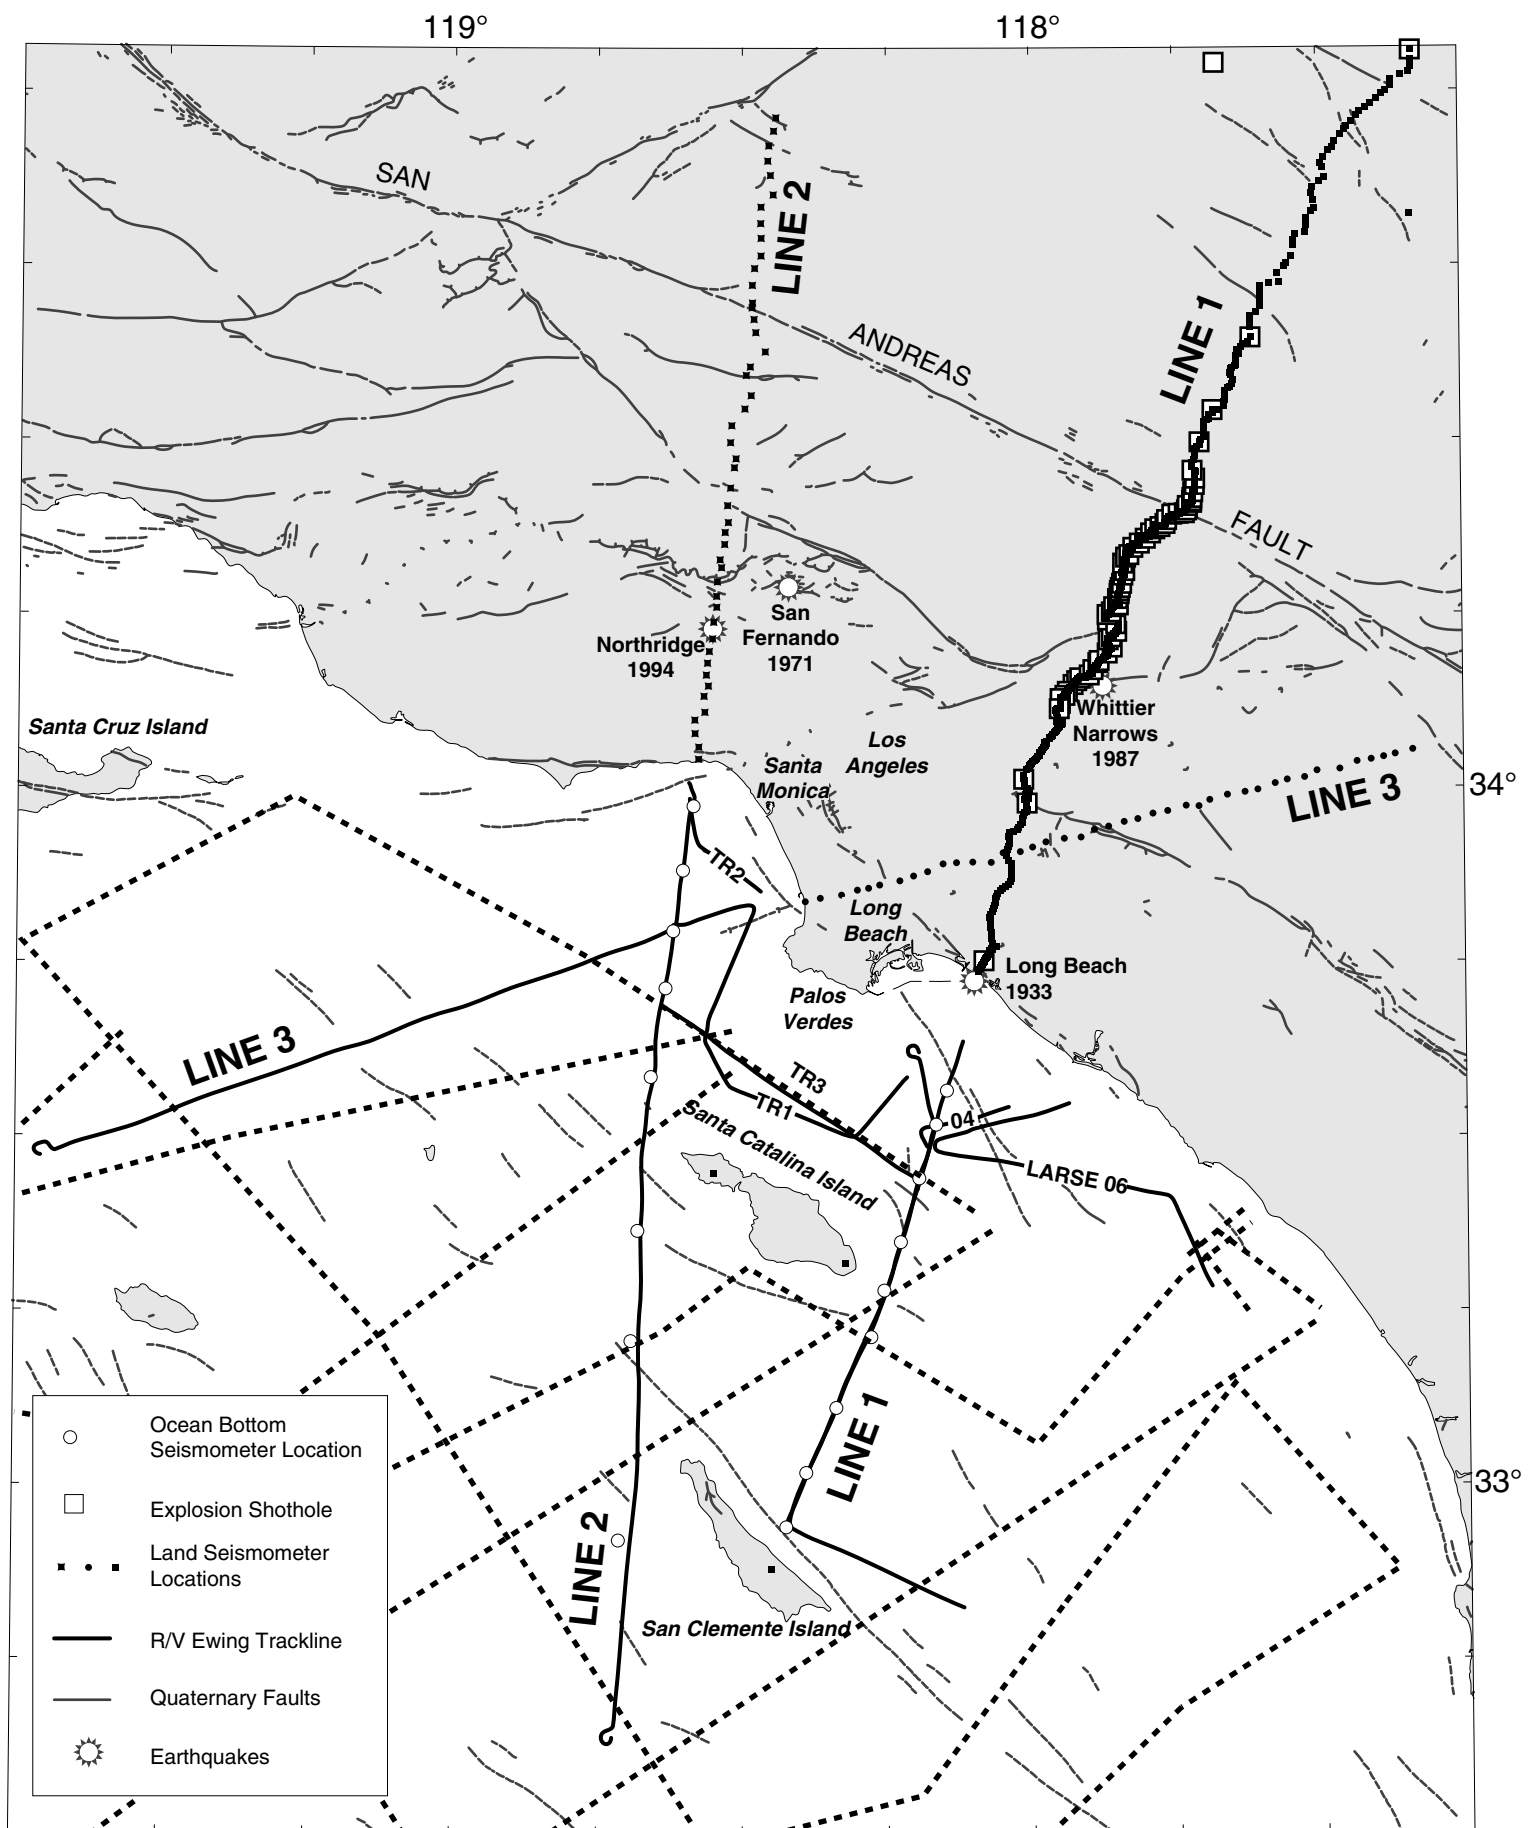 119°
118°
SAN
LINE 2
ANDREAS
LINE 1
FAULT
San
Fernando
1971
Northridge
1994
Whittier
Narrows
1987
Santa Cruz Island
Los
Angeles
Santa
Monica
34°
LINE 3
TR2
Long
Beach
Long Beach
1933
Palos
Verdes
LINE 3
TR3
TR1
04
Santa Catalina Island
LARSE 06
LINE 1
33°
LINE 2
San Clemente Island
Ocean Bottom
Seismometer Location
Explosion Shothole
Land Seismometer
Locations
R/V Ewing Trackline
Quaternary Faults
Earthquakes